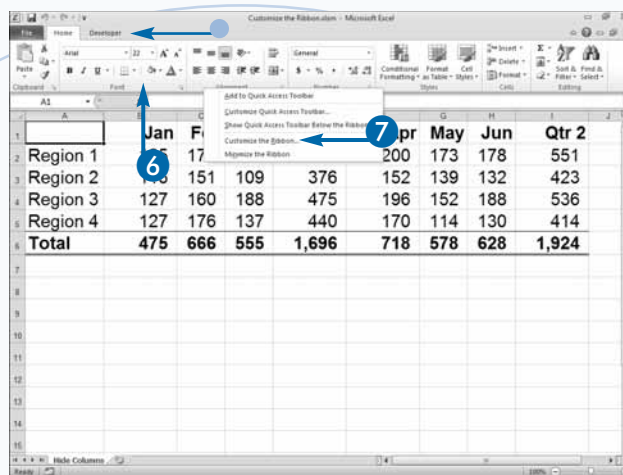 Customize the Ribbon.xlsm - Microsoft Excel
File Home Developer
Paste
Arial 22 A A
General
Conditional Formatting as Table Styles
Format Cell
Insert
Delete
Format
Sort & Find &
Filter Select
Clipboard Font Alignment Number Styles Cells Editing
A1
Add to Quick Access Toolbar
Customize Quick Access Toolbar...
Show Quick Access Toolbar Below the Ribbon
Customize the Ribbon...
Minimize the Ribbon
6
7
A G H I J
1 Jan Apr May Jun Qtr 2
2 Region 1 200 173 178 551
3 Region 2 151 109 376 152 139 132 423
4 Region 3 127 160 188 475 196 152 188 536
5 Region 4 127 176 137 440 170 114 130 414
6 Total 475 666 555 1,696 718 578 628 1,924
7
8
9
10
11
12
13
14
15
Hide Columns
Ready 100%